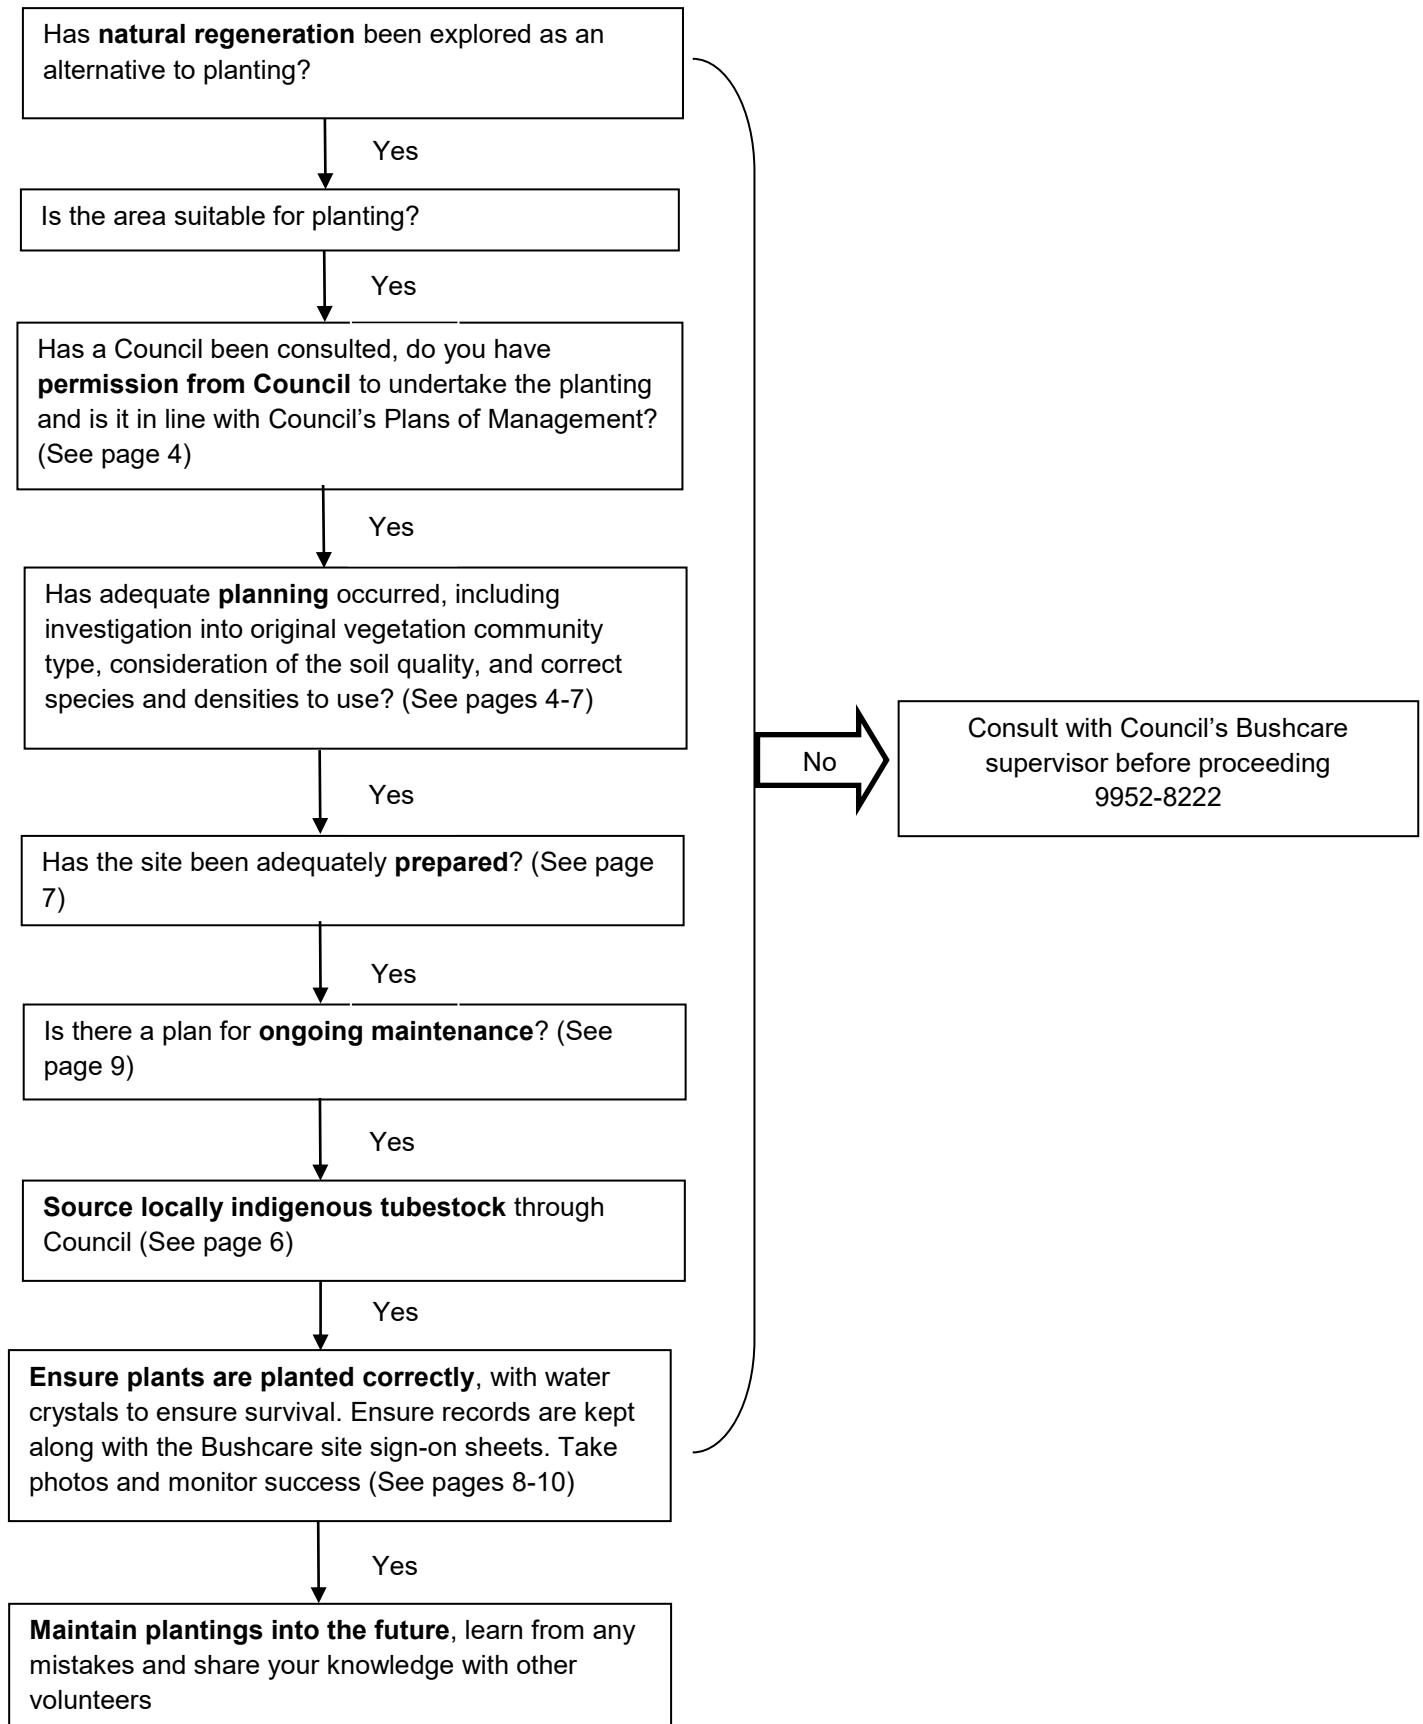 Has natural regeneration been explored as an
alternative to planting?
Yes
Is the area suitable for planting?
Yes
Has a Council been consulted, do you have
permission from Council to undertake the planting
and is it in line with Council’s Plans of Management?
(See page 4)
Yes
Has adequate planning occurred, including
investigation into original vegetation community
type, consideration of the soil quality, and correct
species and densities to use? (See pages 4-7)
Yes
Has the site been adequately prepared? (See page
7)
Yes
Is there a plan for ongoing maintenance? (See
page 9)
Yes
Source locally indigenous tubestock through
Council (See page 6)
Yes
Ensure plants are planted correctly, with water
crystals to ensure survival. Ensure records are kept
along with the Bushcare site sign-on sheets. Take
photos and monitor success (See pages 8-10)
Yes
Maintain plantings into the future, learn from any
mistakes and share your knowledge with other
volunteers
No
Consult with Council’s Bushcare
supervisor before proceeding
9952-8222